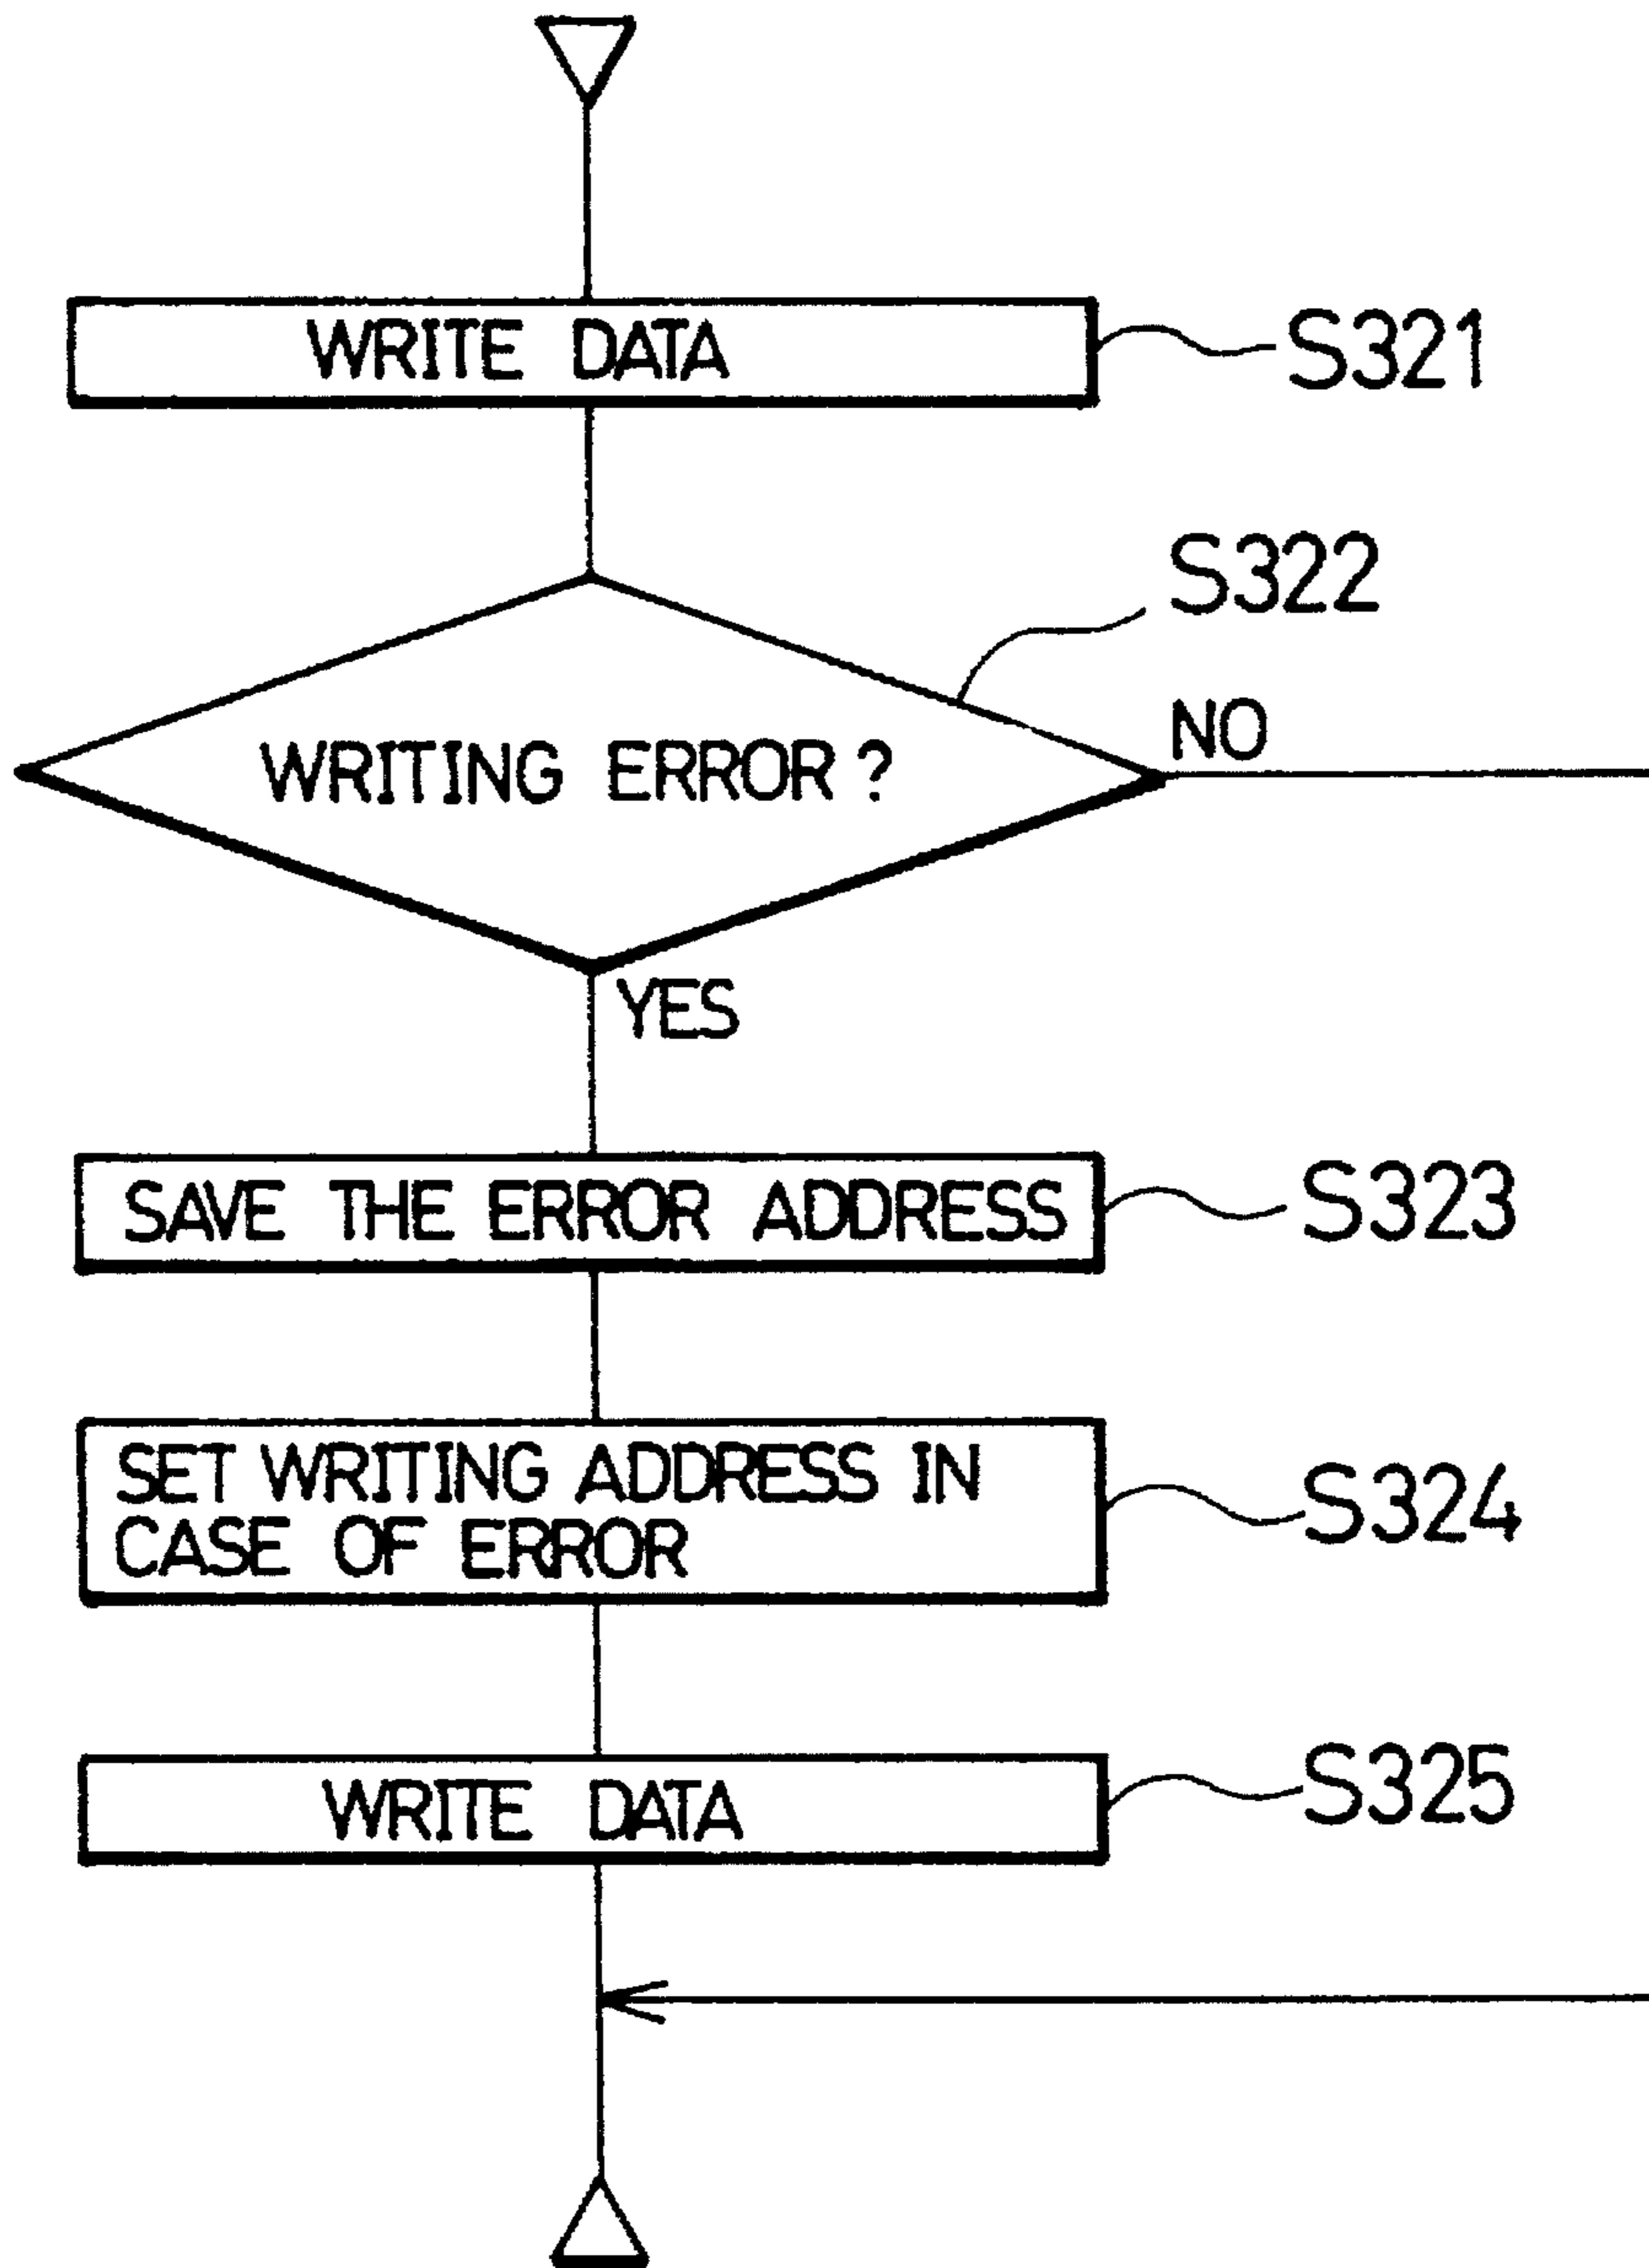 WRITE DATA
S321
S322
WRITING ERROR?
NO
YES
SAVE THE ERROR ADDRESS
S323
SET WRITING ADDRESS IN
CASE OF ERROR
S324
WRITE DATA
S325